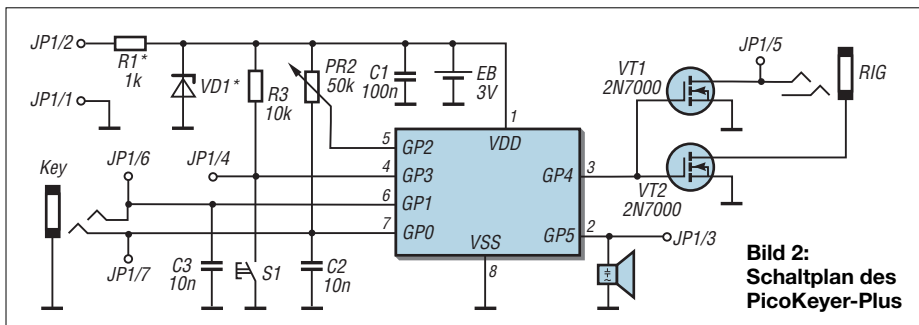 JP1/2
R1*
1k
JP1/1
VD1*
R3
10k
PR2
50k
C1
100n
EB
3V
JP1/5
VT1
2N7000
RIG
1
VDD
5
GP2
Key
JP1/6
JP1/4
4
GP3
GP4
3
6
GP1
VT2
2N7000
7
GP0
VSS
GP5
2
JP1/3
JP1/7
8
C3
10n
S1
C2
10n
Bild 2:
Schaltplan des
PicoKeyer-Plus